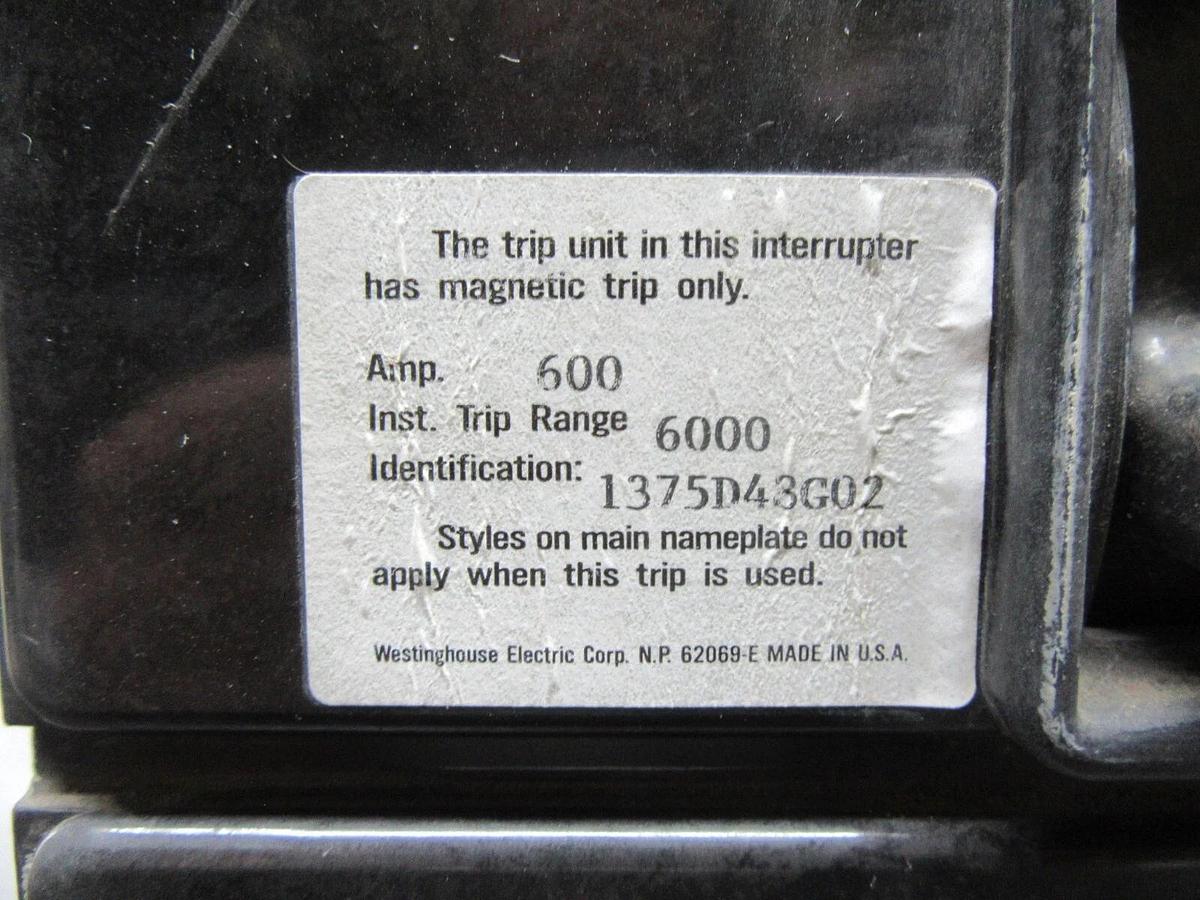 The trip unit in this interrupter
has magnetic trip only.
Amp. 600
Inst. Trip Range 6000
Identification: 1375D43G02
Styles on main nameplate do not
apply when this trip is used.
Westinghouse Electric Corp. N.P. 62069-E MADE IN U.S.A.